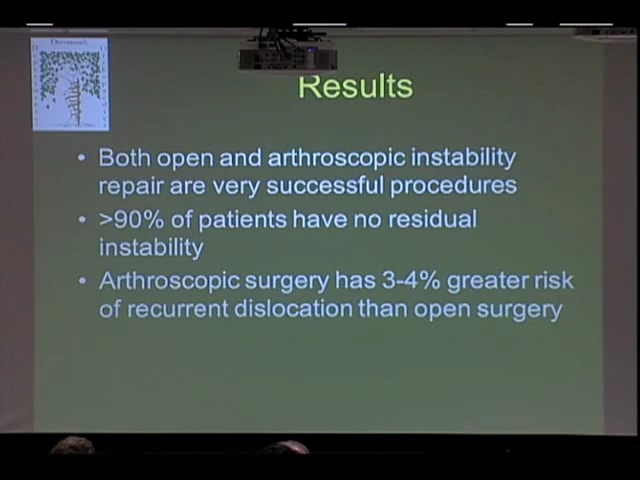 Results
• Both open and arthroscopic instability
repair are very successful procedures
• >90% of patients have no residual
instability
• Arthroscopic surgery has 3-4% greater risk
of recurrent dislocation than open surgery